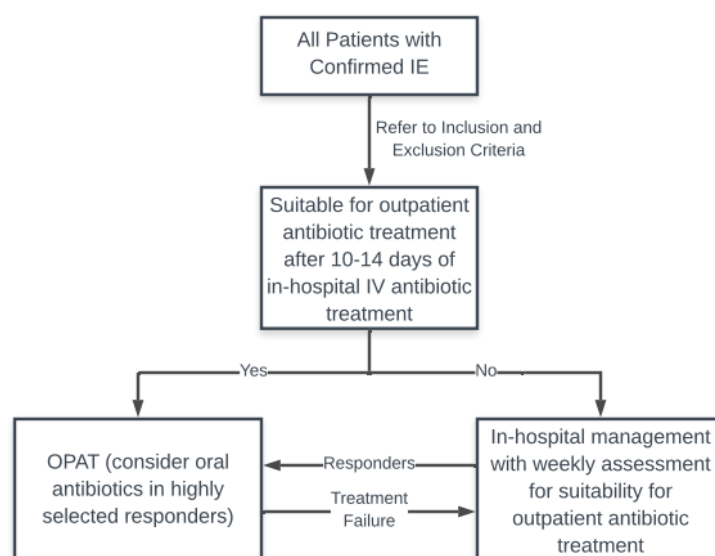 All Patients with
Confirmed IE
Refer to Inclusion and
Exclusion Criteria
Suitable for outpatient
antibiotic treatment
after 10-14 days of
in-hospital IV antibiotic
treatment
Yes
No
OPAT (consider oral
antibiotics in highly
selected responders)
Responders
Treatment
Failure
In-hospital management
with weekly assessment
for suitability for
outpatient antibiotic
treatment